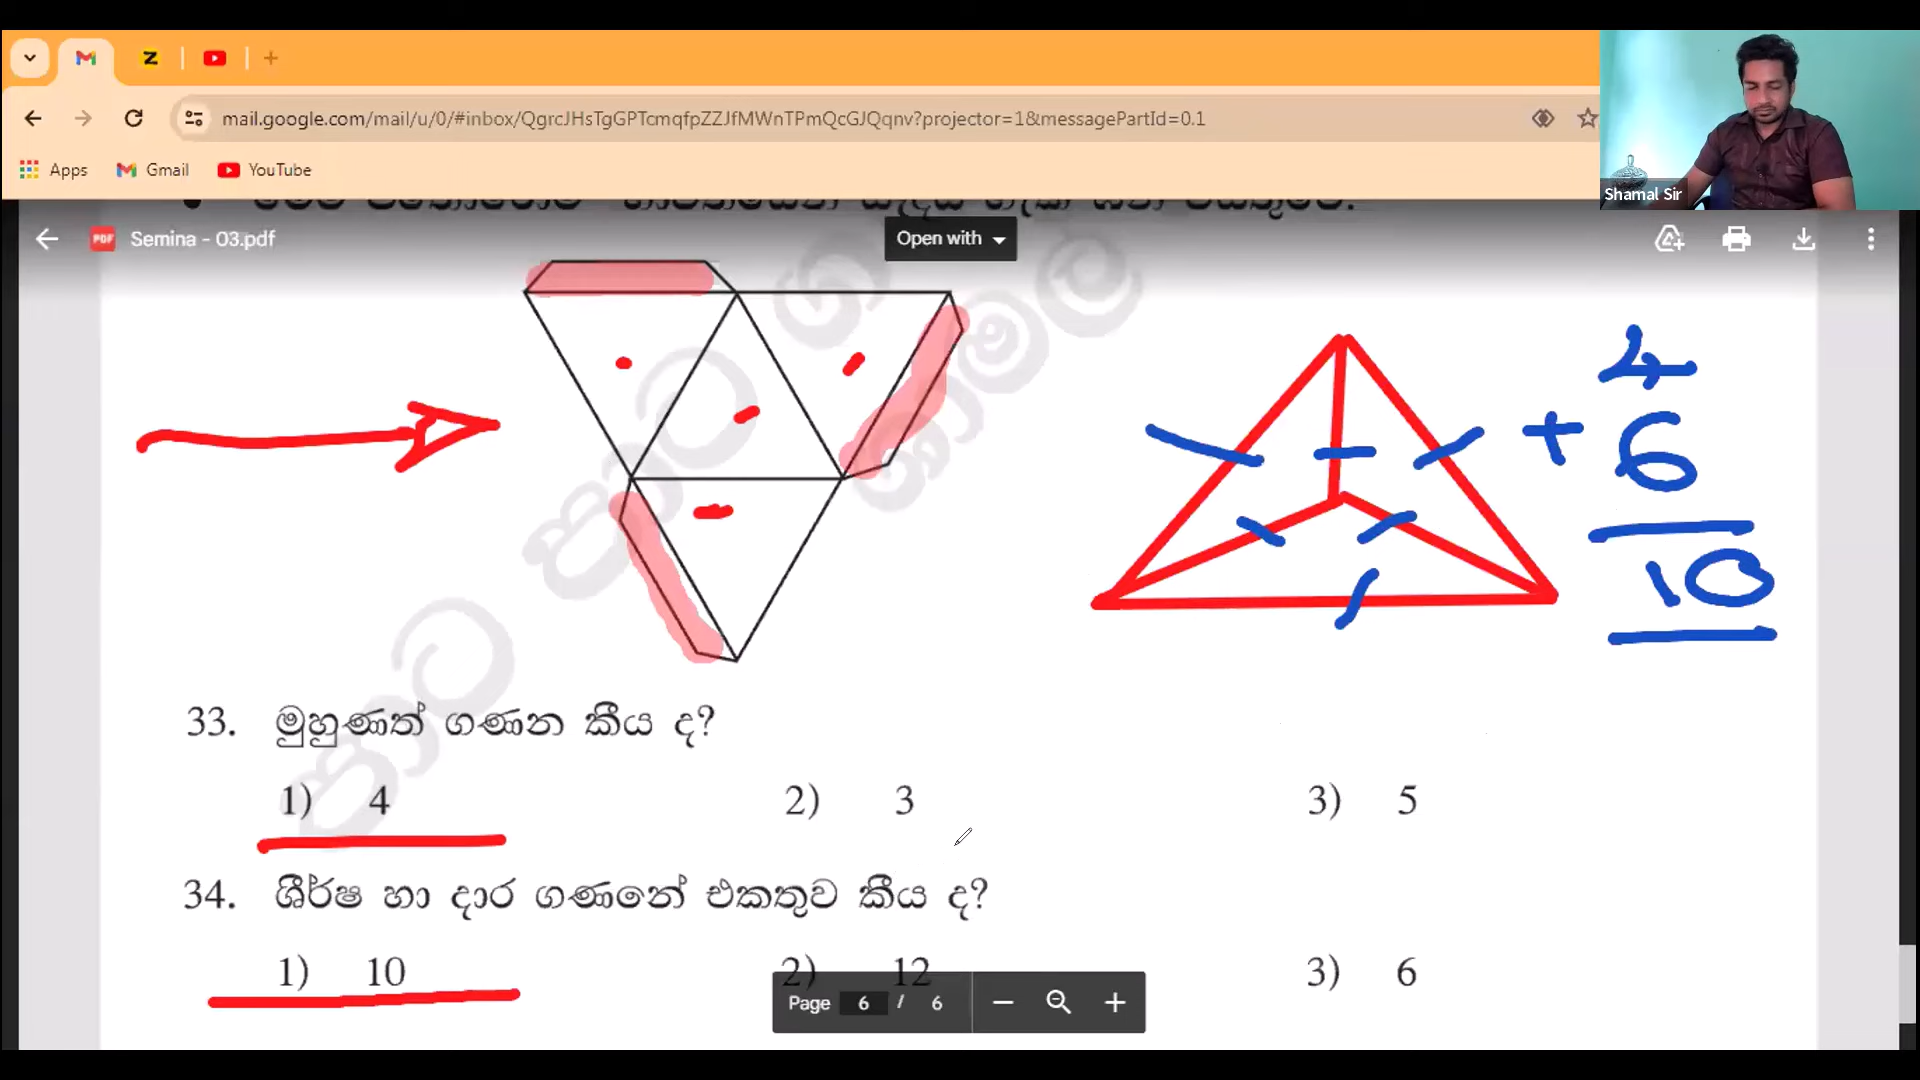 mail.google.com/mail/u/0/#inbox/QgrcJHsTgGPTcmqfpZZJfMWnTPmQcGJQqnv?projector=1&messagePartId=0.1
Apps Gmail YouTube
Shamal Sir
PDF Semina - 03.pdf
Open with
4
+ 6
10
33. මුහුණත් ගණන කීය ද?
1) 4 2) 3 3) 5
34. ශීර්ෂ හා දාර ගණනේ එකතුව කීය ද?
1) 10 2) 12 3) 6
Page 6 / 6